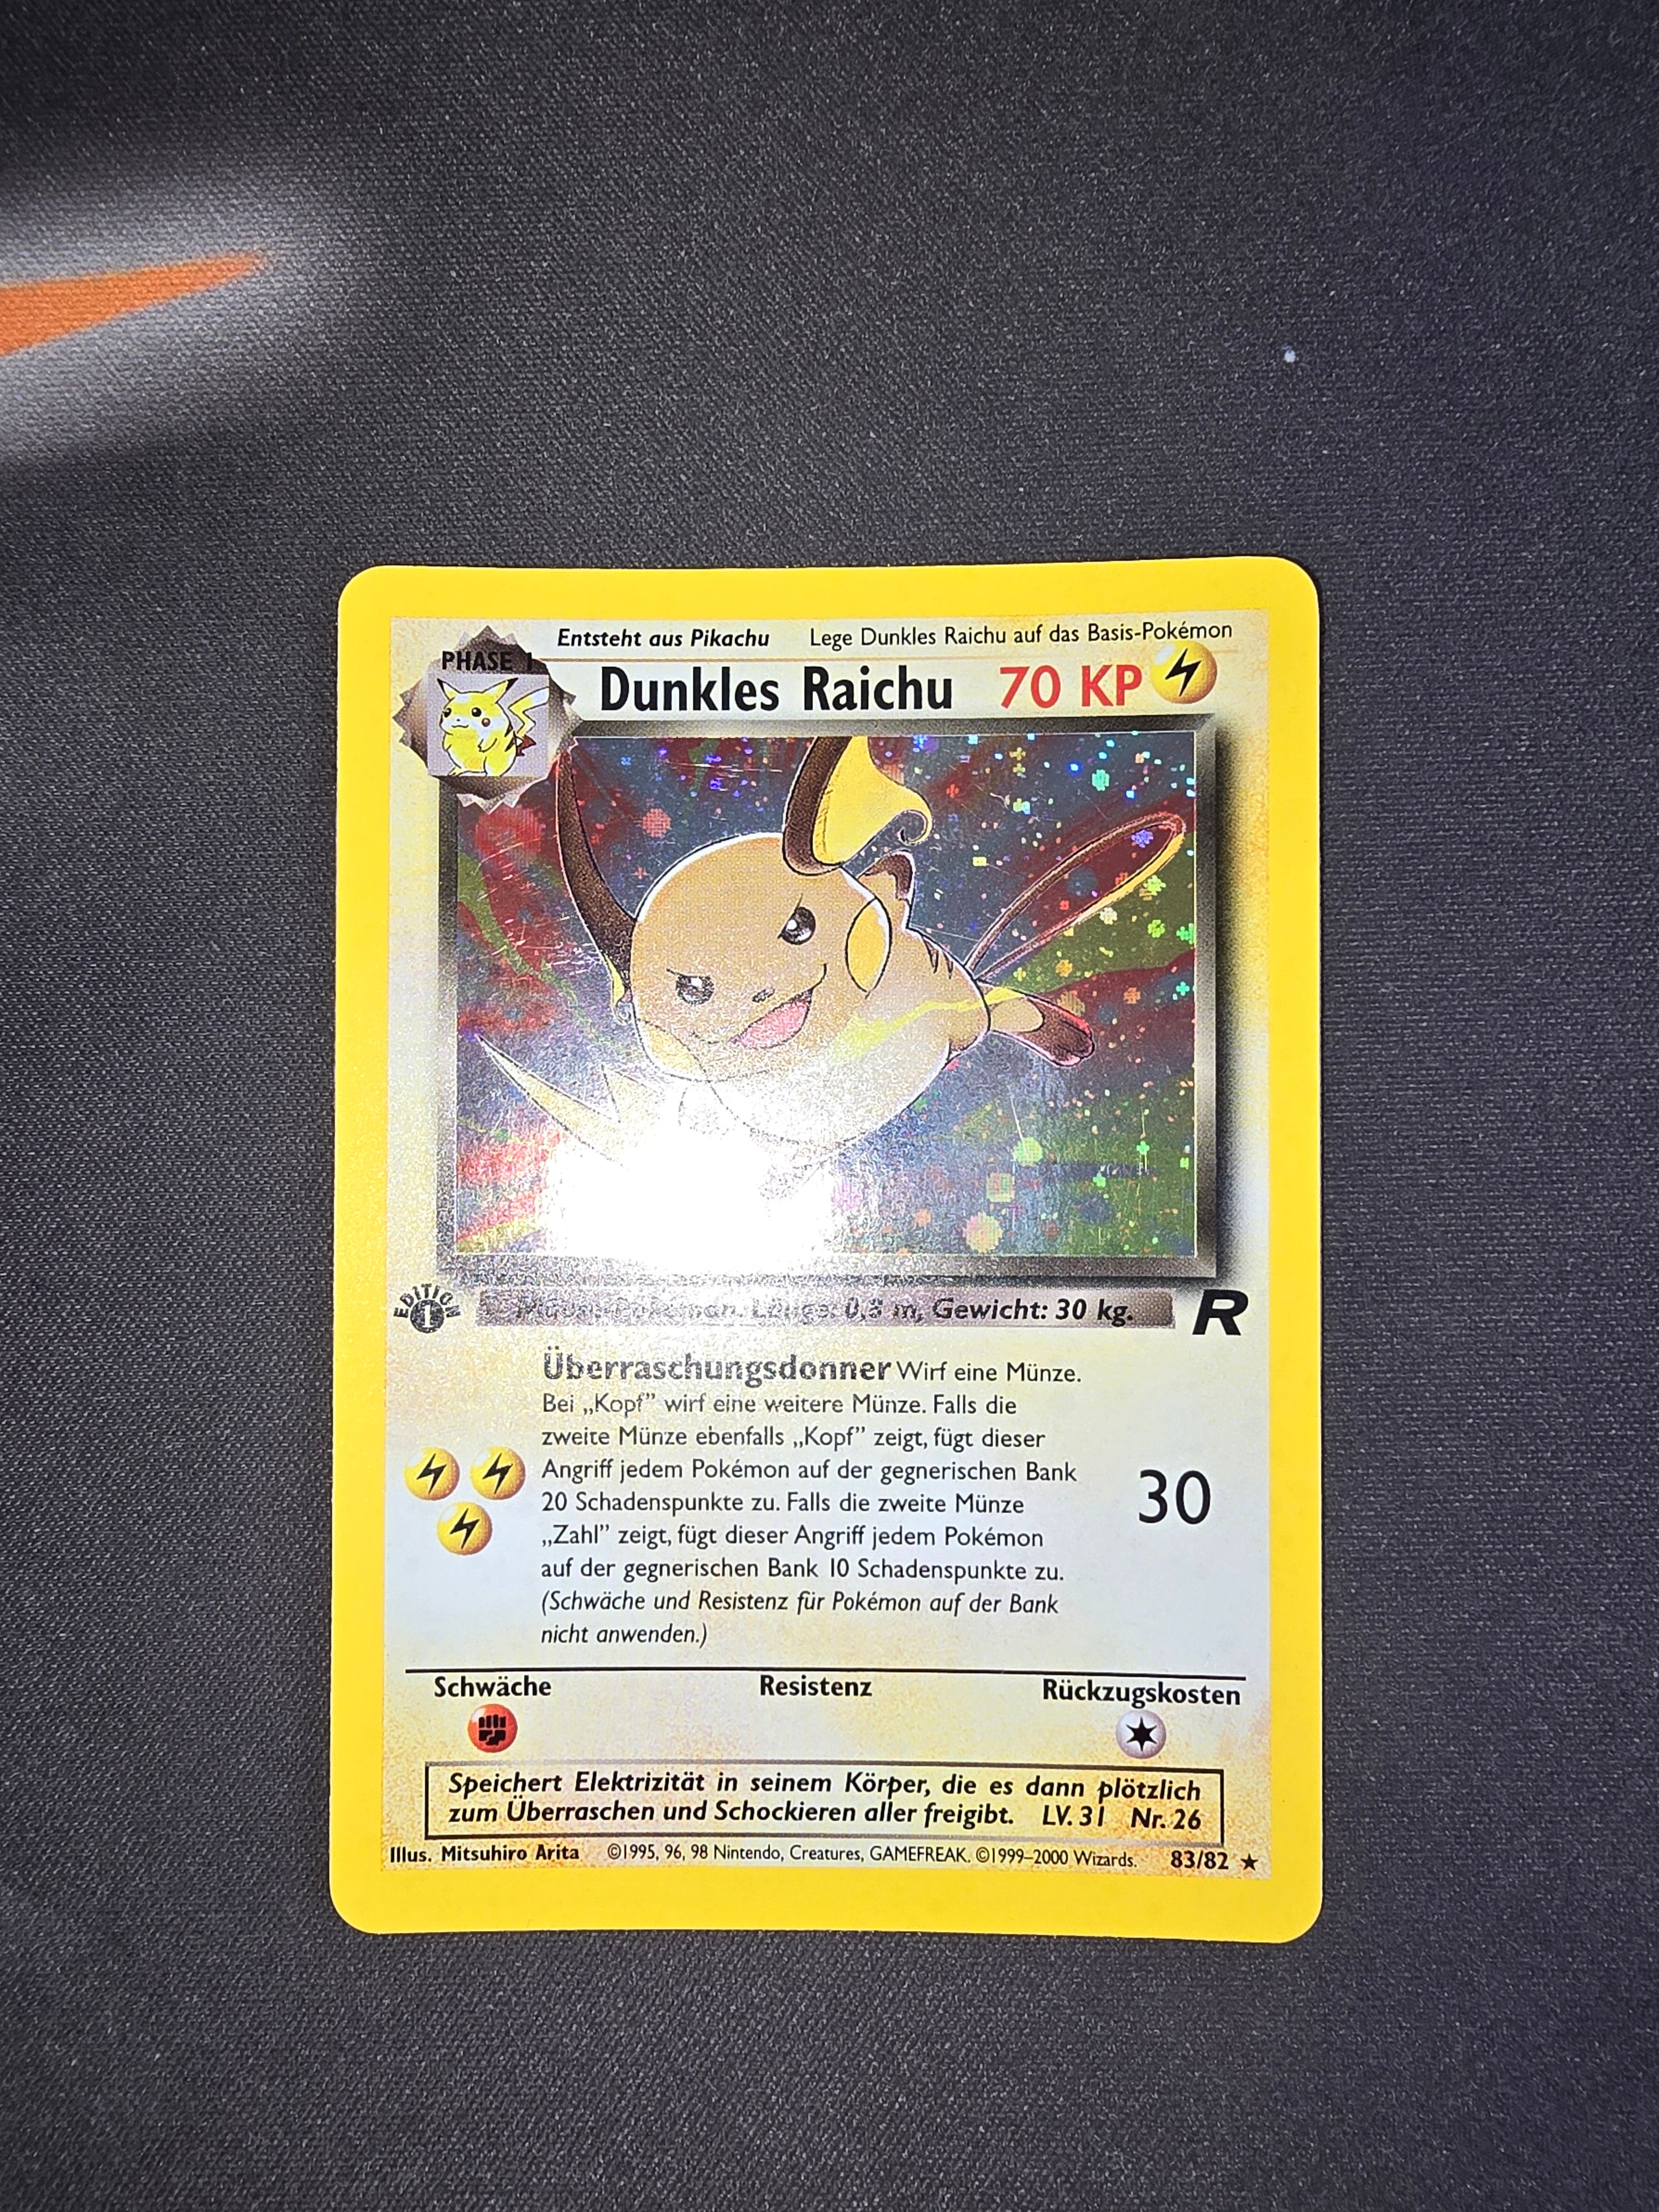 Entsteht aus Pikachu Lege Dunkles Raichu auf das Basis-Pokémon
PHASE 1
Dunkles Raichu 70 KP
EDITION
1
Länge: 0,8 m, Gewicht: 30 kg.
R
Überraschungsdonner Wirf eine Münze.
Bei „Kopf” wirf eine weitere Münze. Falls die
zweite Münze ebenfalls „Kopf” zeigt, fügt dieser
Angriff jedem Pokémon auf der gegnerischen Bank
20 Schadenspunkte zu. Falls die zweite Münze
„Zahl” zeigt, fügt dieser Angriff jedem Pokémon
auf der gegnerischen Bank 10 Schadenspunkte zu.
(Schwäche und Resistenz für Pokémon auf der Bank
nicht anwenden.)
30
Schwäche Resistenz Rückzugskosten
Speichert Elektrizität in seinem Körper, die es dann plötzlich
zum Überraschen und Schockieren aller freigibt. LV. 31 Nr. 26
Illus. Mitsuhiro Arita ©1995, 96, 98 Nintendo, Creatures, GAMEFREAK. ©1999–2000 Wizards. 83/82 ★